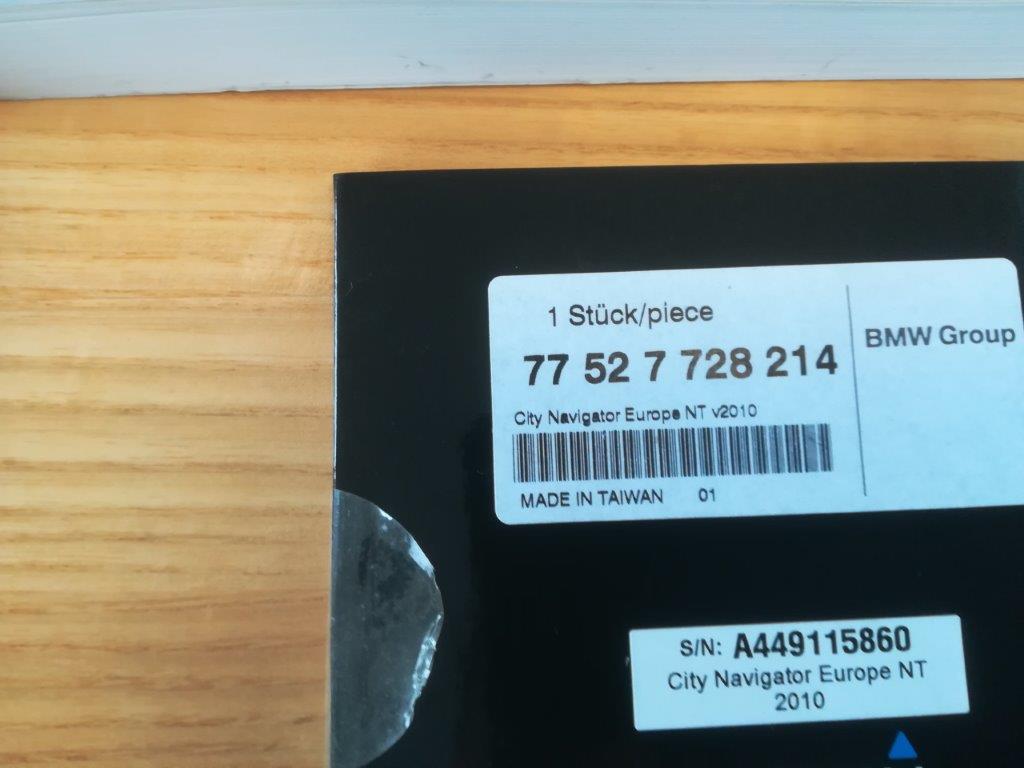 1 Stück/piece
77 52 7 728 214
City Navigator Europe NT v2010
MADE IN TAIWAN 01
BMW Group
S/N: A449115860
City Navigator Europe NT
2010